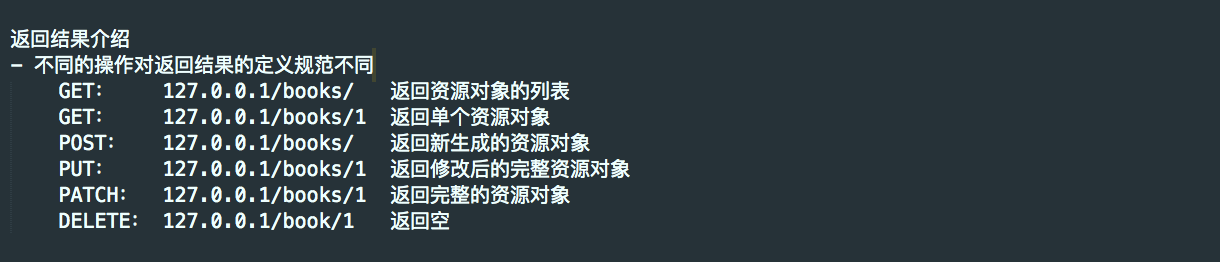 返回结果介绍
- 不同的操作对返回结果的定义规范不同
GET: 127.0.0.1/books/ 返回资源对象的列表
GET: 127.0.0.1/books/1 返回单个资源对象
POST: 127.0.0.1/books/ 返回新生成的资源对象
PUT: 127.0.0.1/books/1 返回修改后的完整资源对象
PATCH: 127.0.0.1/books/1 返回完整的资源对象
DELETE: 127.0.0.1/book/1 返回空